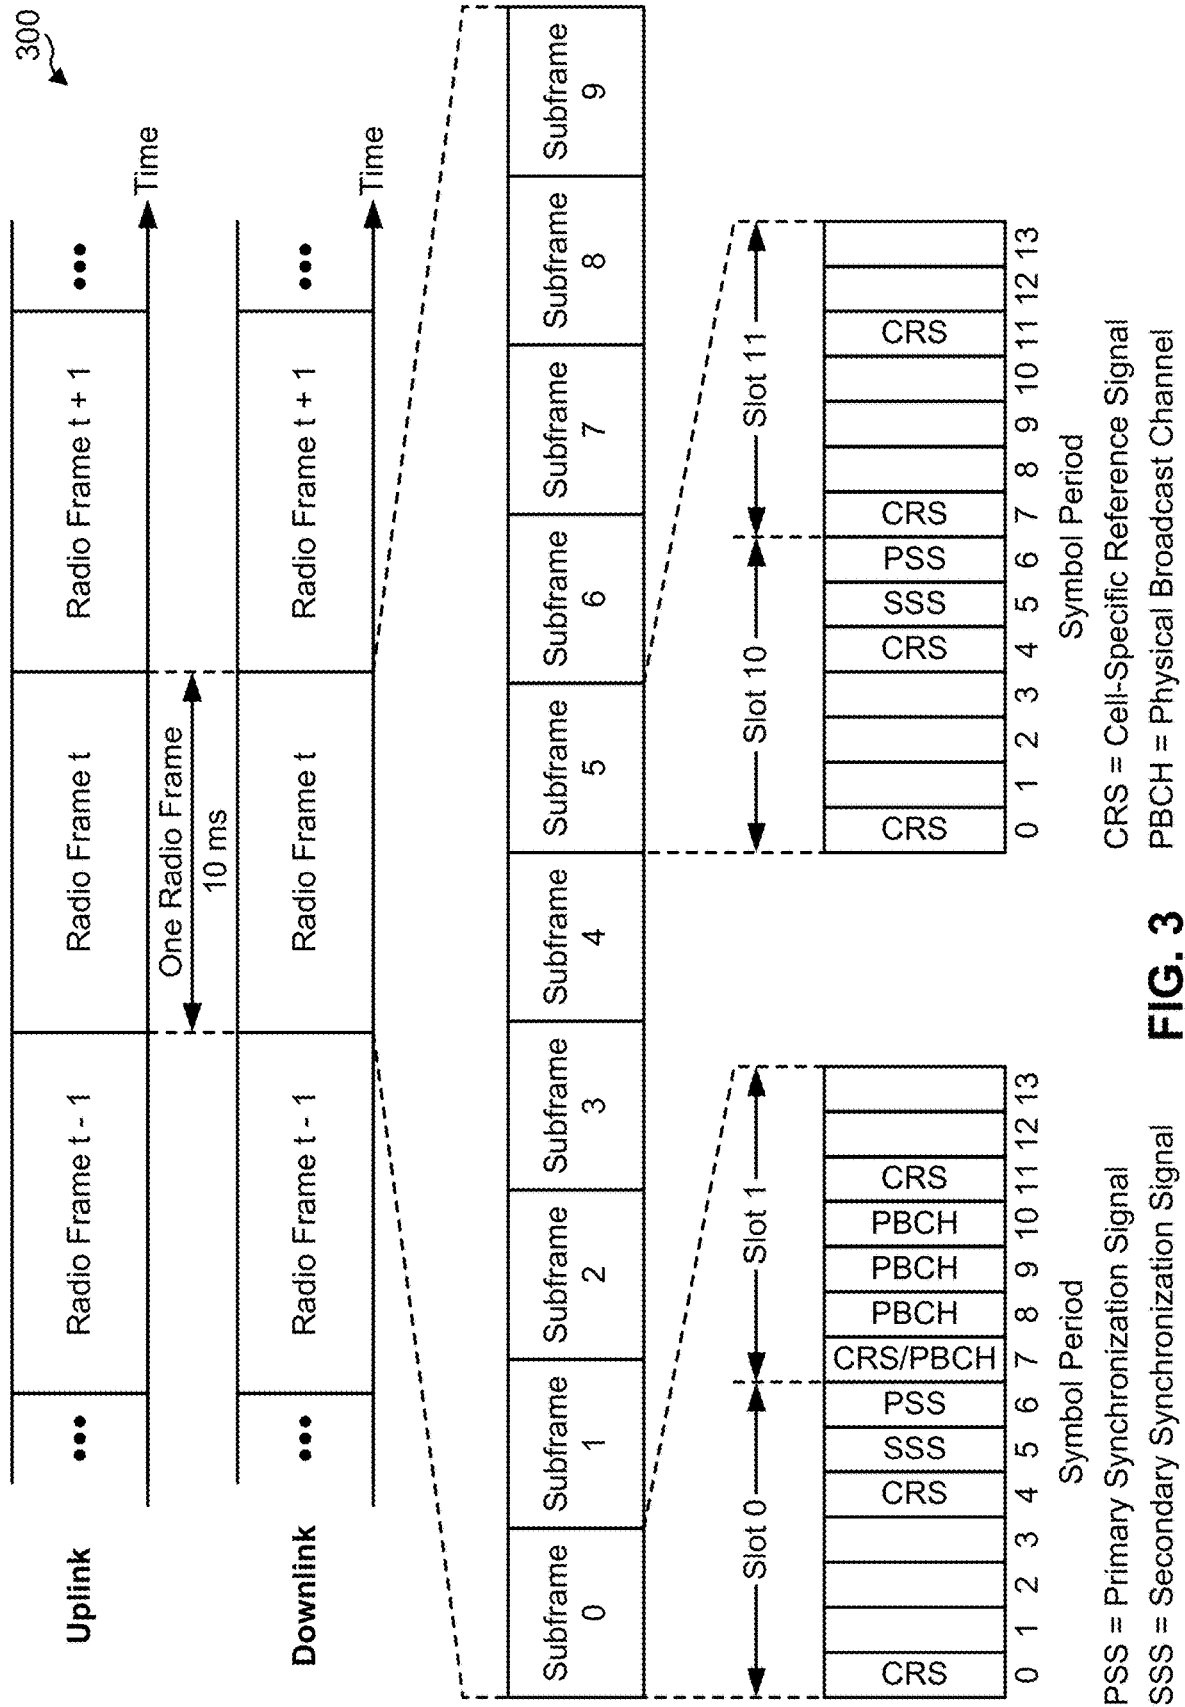 300
Uplink
••• Radio Frame t - 1 Radio Frame t Radio Frame t + 1 •••
Time
One Radio Frame
10 ms
Downlink
••• Radio Frame t - 1 Radio Frame t Radio Frame t + 1 •••
Time
Subframe 0 Subframe 1 Subframe 2 Subframe 3 Subframe 4 Subframe 5 Subframe 6 Subframe 7 Subframe 8 Subframe 9
Slot 0 Slot 1
CRS CRS SSS PSS CRS/PBCH PBCH PBCH PBCH CRS
0 1 2 3 4 5 6 7 8 9 10 11 12 13
Symbol Period
Slot 10 Slot 11
CRS CRS SSS PSS CRS CRS
0 1 2 3 4 5 6 7 8 9 10 11 12 13
Symbol Period
PSS = Primary Synchronization Signal
SSS = Secondary Synchronization Signal
CRS = Cell-Specific Reference Signal
PBCH = Physical Broadcast Channel
FIG. 3